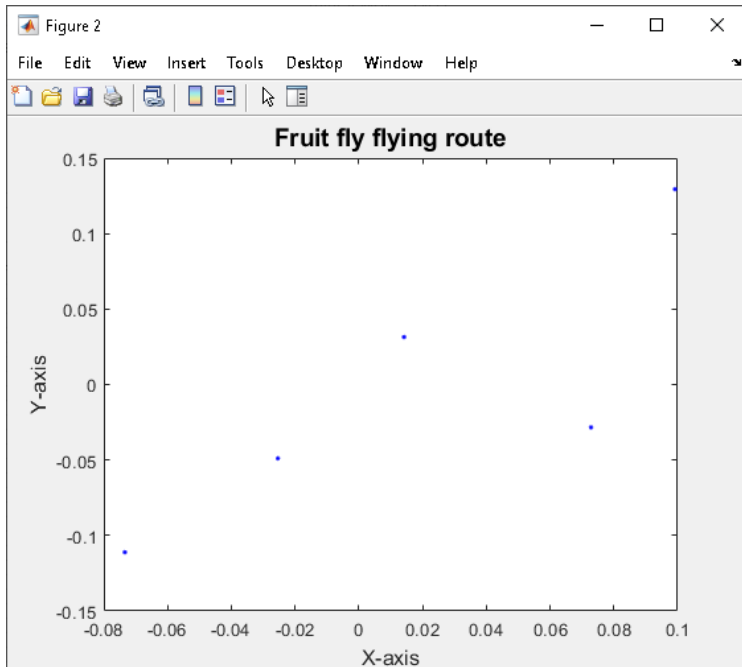 Figure 2
File Edit View Insert Tools Desktop Window Help
Fruit fly flying route
0.15
0.1
0.05
0
-0.05
-0.1
-0.15
Y-axis
-0.08 -0.06 -0.04 -0.02 0 0.02 0.04 0.06 0.08 0.1
X-axis